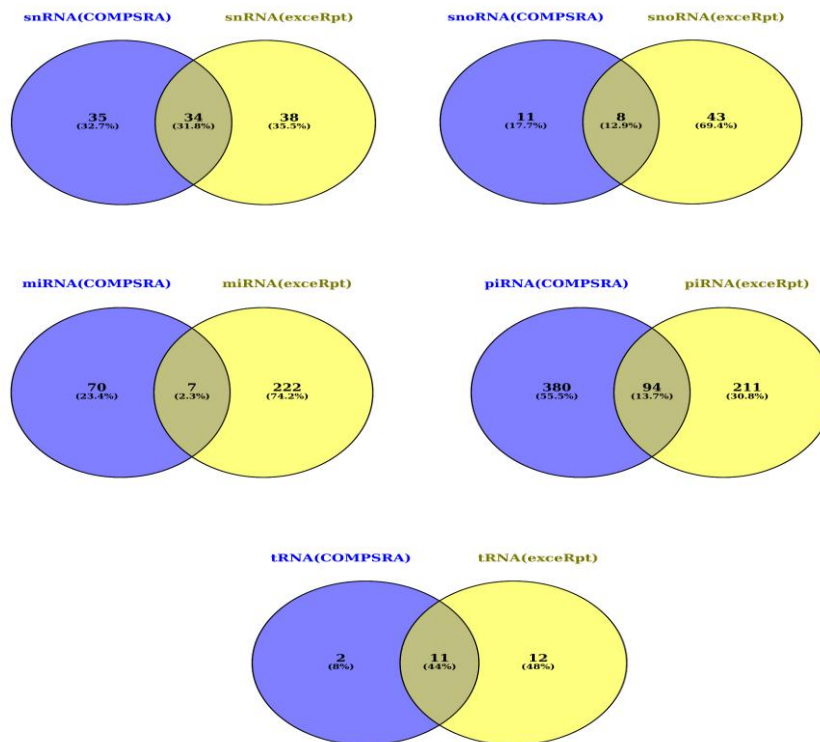 snRNA(COMPSRA) snRNA(exceRpt) snoRNA(COMPSRA) snoRNA(exceRpt)
35 34 38 11 8 43
(32.7%) (31.8%) (35.5%) (17.7%) (12.9%) (69.4%)
miRNA(COMPSRA) miRNA(exceRpt) piRNA(COMPSRA) piRNA(exceRpt)
70 7 222 380 94 211
(23.4%) (2.3%) (74.2%) (55.5%) (13.7%) (30.8%)
tRNA(COMPSRA) tRNA(exceRpt)
2 11 12
(8%) (44%) (48%)